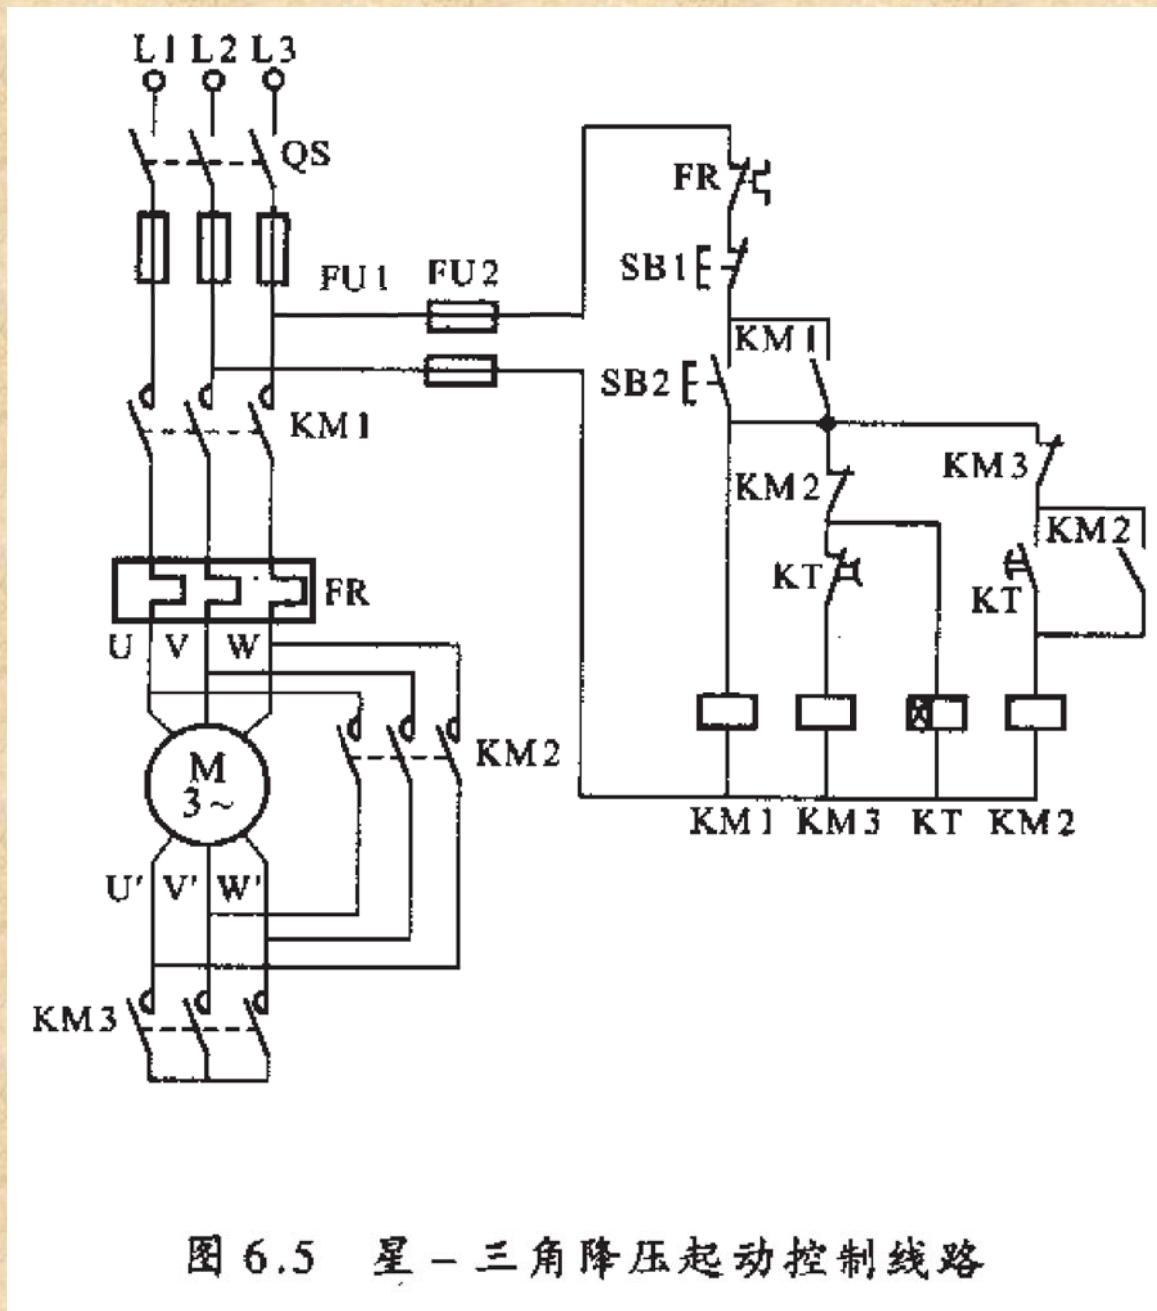 L1 L2 L3
QS
FU1
FU2
FR
SB1
KM1
SB2
KM1
KM3
KM2
KM2
KT
KT
FR
U V W
M
3~
KM2
KM1 KM3 KT KM2
U' V' W'
KM3
图 6.5 星-三角降压起动控制线路